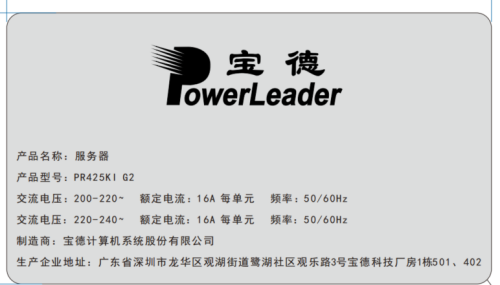 宝德
PowerLeader
产品名称：服务器
产品型号：PR425KI G2
交流电压：200-220~ 额定电流：16A 每单元 频率：50/60Hz
交流电压：220-240~ 额定电流：16A 每单元 频率：50/60Hz
制造商：宝德计算机系统股份有限公司
生产企业地址：广东省深圳市龙华区观湖街道鹭湖社区观乐路3号宝德科技厂房1栋501、402